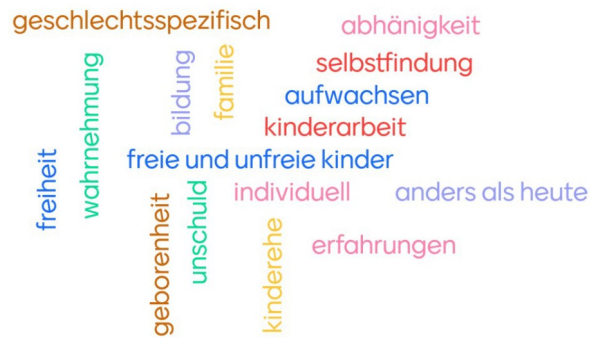 geschlechtsspezifisch
abhänigkeit
selbstfindung
aufwachsen
kinderarbeit
familie
bildung
wahrnehmung
freiheit
freie und unfreie kinder
individuell
anders als heute
unschuld
geborenheit
kinderehe
erfahrungen